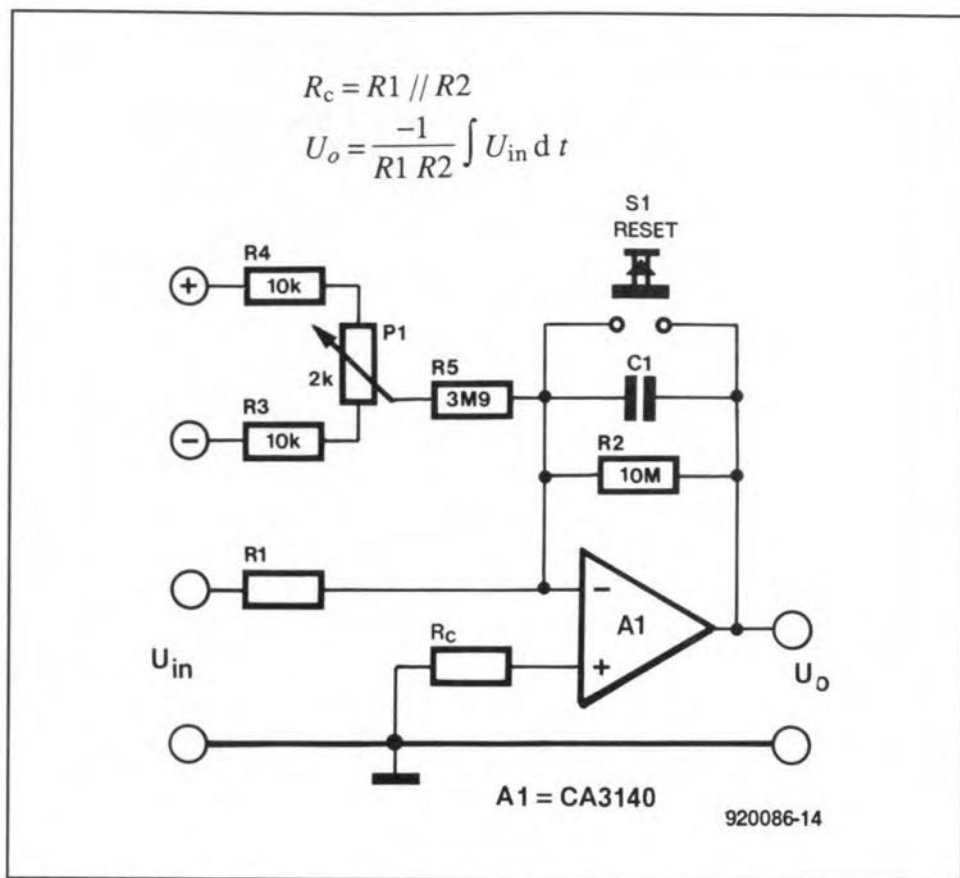 Rc = R1 // R2
Uo = -1 / R1 R2 ∫ Uin d t
S1
RESET
R4
+
10k
P1
R5
C1
2k
3M9
R3
−
10k
R2
10M
R1
−
A1
Rc
+
Uin
Uo
A1 = CA3140
920086-14